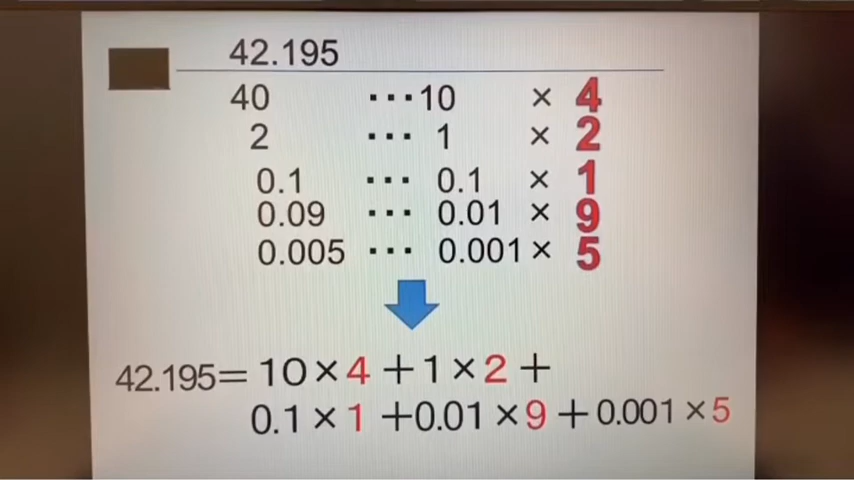 42.195
40 ･･･10 × 4
2 ･･･ 1 × 2
0.1 ･･･ 0.1 × 1
0.09 ･･･ 0.01 × 9
0.005 ･･･ 0.001 × 5
42.195= 10×4 +1×2 +
0.1×1 +0.01×9+0.001×5